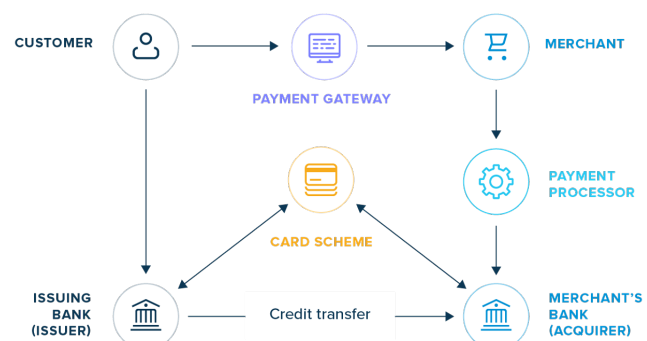 CUSTOMER
MERCHANT
PAYMENT GATEWAY
PAYMENT
PROCESSOR
CARD SCHEME
ISSUING
BANK
(ISSUER)
Credit transfer
MERCHANT'S
BANK
(ACQUIRER)